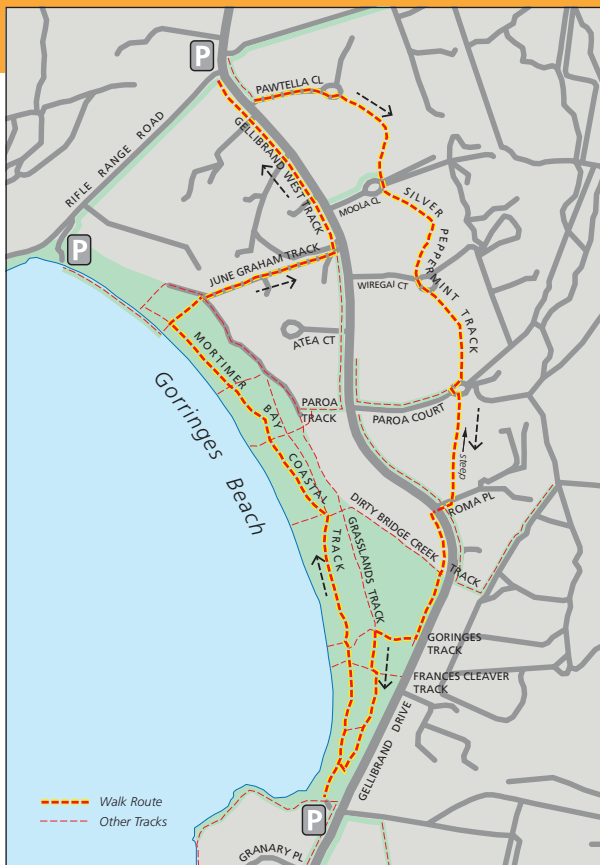 P
PAWTELLA CL
RIFLE RANGE ROAD
GELLIBRAND WEST TRACK
MOOLA CL
SILVER PEPPERMINT TRACK
P
JUNE GRAHAM TRACK
WIREGAI CT
ATEA CT
MORTIMER BAY COASTAL TRACK
PAROA
TRACK
PAROA COURT
Gorringes Beach
steep
ROMA PL
DIRTY BRIDGE CREEK TRACK
GRASSLANDS TRACK
GORINGES
TRACK
FRANCES CLEAVER
TRACK
GELLIBRAND DRIVE
Walk Route
Other Tracks
P
GRANARY PL